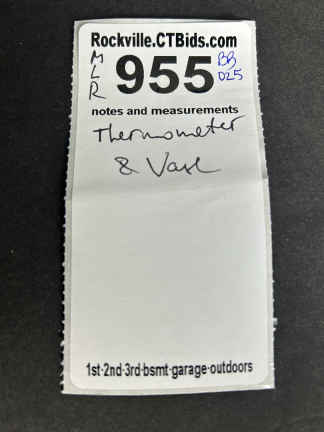 Rockville.CTBids.com
MLR 955 BB 025
notes and measurements
Thermometer
& Vase
1st·2nd·3rd·bsmt·garage·outdoors